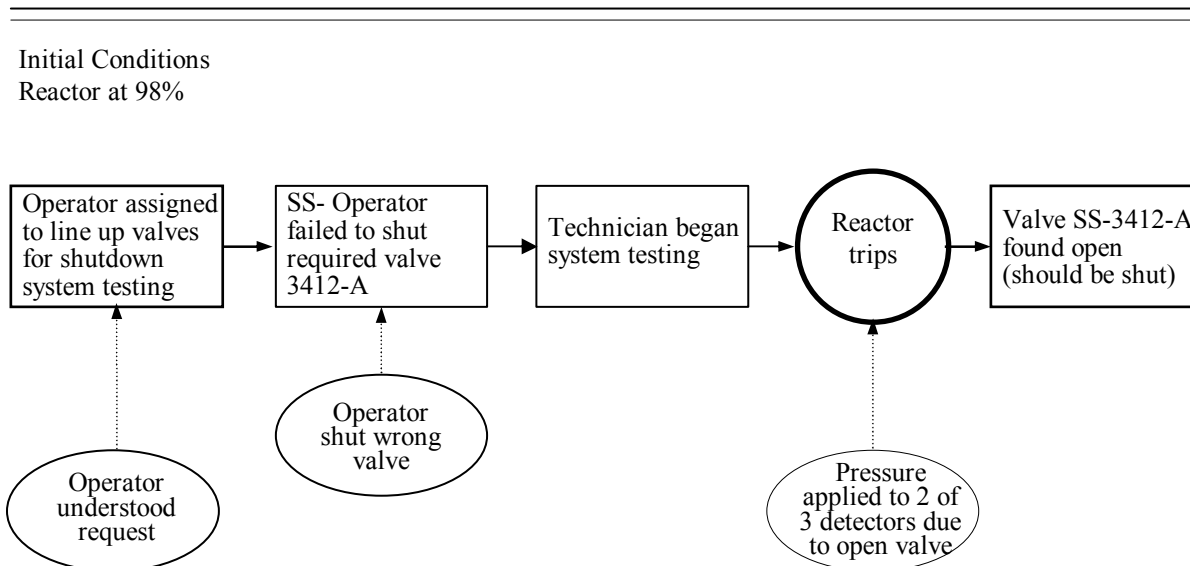 Initial Conditions
Reactor at 98%
Operator assigned
to line up valves
for shutdown
system testing
SS- Operator
failed to shut
required valve
3412-A
Technician began
system testing
Reactor
trips
Valve SS-3412-A
found open
(should be shut)
Operator
understood
request
Operator
shut wrong
valve
Pressure
applied to 2 of
3 detectors due
to open valve